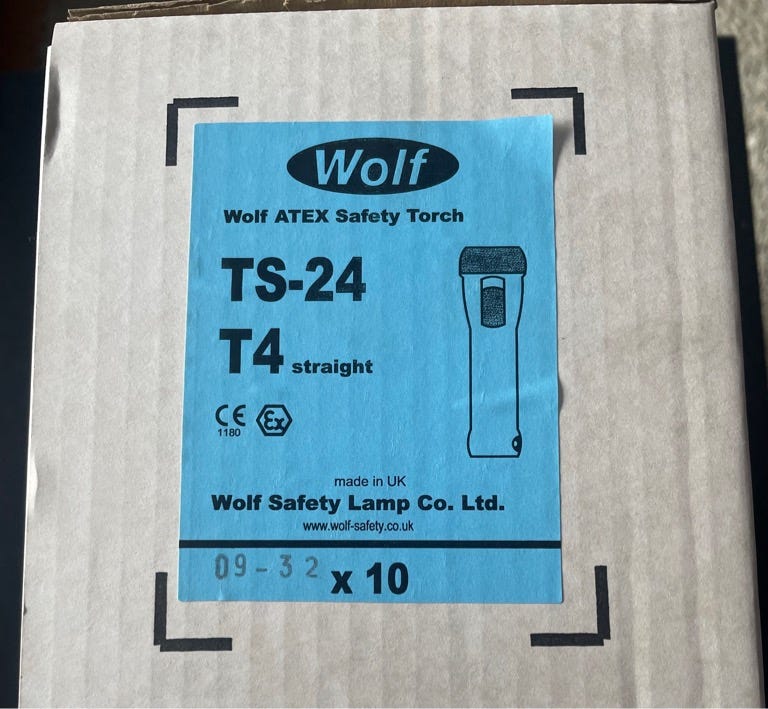 Wolf
Wolf ATEX Safety Torch
TS-24
T4 straight
CE Ex
1180
made in UK
Wolf Safety Lamp Co. Ltd.
www.wolf-safety.co.uk
09-32 x 10